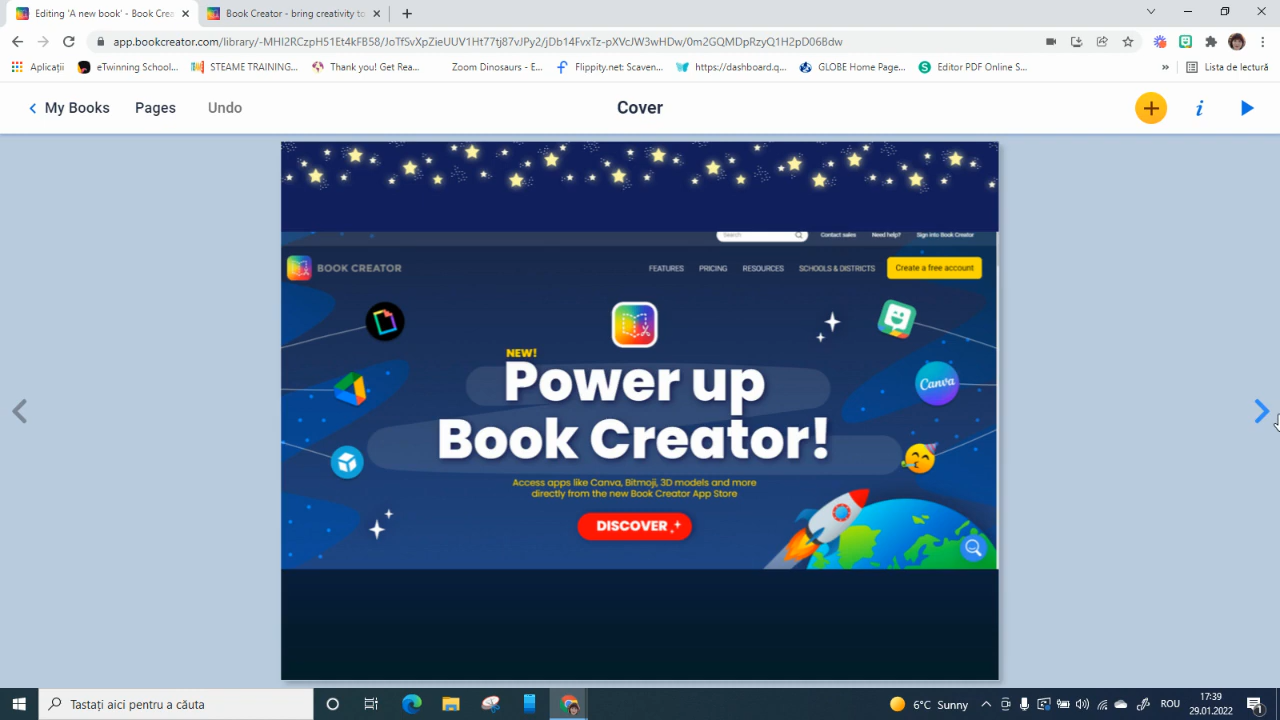 Editing 'A new book' - Book Crea
Book Creator - bring creativity to
app.bookcreator.com/library/-MHI2RCzpH51Et4kFB58/JoTfSvXpZieUUV1Ht77tj87vJPy2/jDb14FvxTz-pXVcJW3wHDw/0m2GQMDpRzyQ1H2pD06Bdw
Aplicații
eTwinning School...
STEAME TRAINING...
Thank you! Get Rea...
Zoom Dinosaurs - E...
Flippity.net: Scaven...
https://dashboard.q...
GLOBE Home Page...
Editor PDF Online S...
»
Lista de lectură
My Books
Pages
Undo
Cover
Search
Contact sales
Need help?
Sign into Book Creator
BOOK CREATOR
FEATURES
PRICING
RESOURCES
SCHOOLS & DISTRICTS
Create a free account
NEW!
Power up
Book Creator!
Canva
Access apps like Canva, Bitmoji, 3D models and more
directly from the new Book Creator App Store
DISCOVER
Tastați aici pentru a căuta
6°C Sunny
ROU
17:39
29.01.2022
1